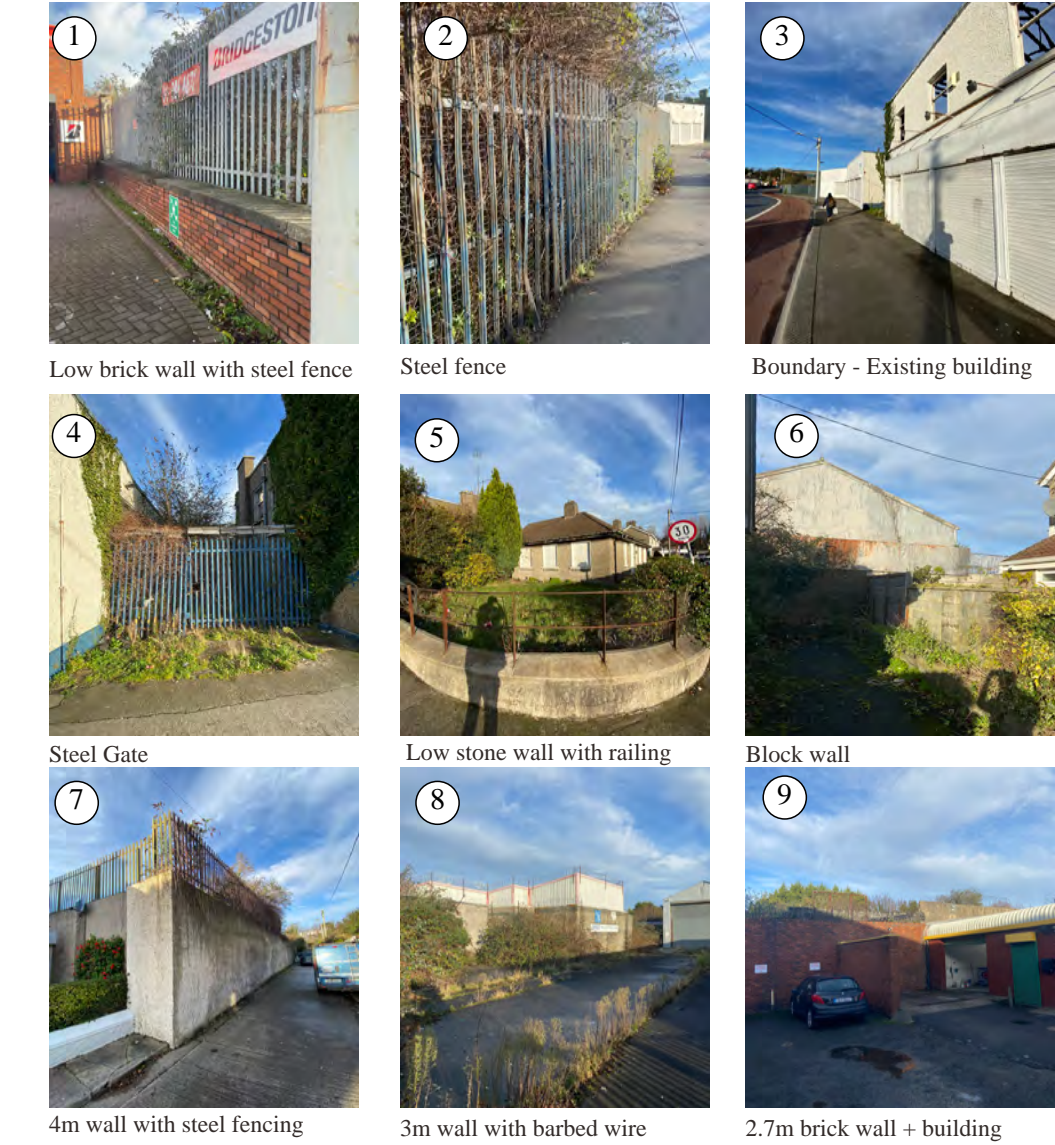 1
BRIDGESTON
2
3
Low brick wall with steel fence
Steel fence
Boundary - Existing building
4
5
30
6
Steel Gate
Low stone wall with railing
Block wall
7
8
9
4m wall with steel fencing
3m wall with barbed wire
2.7m brick wall + building